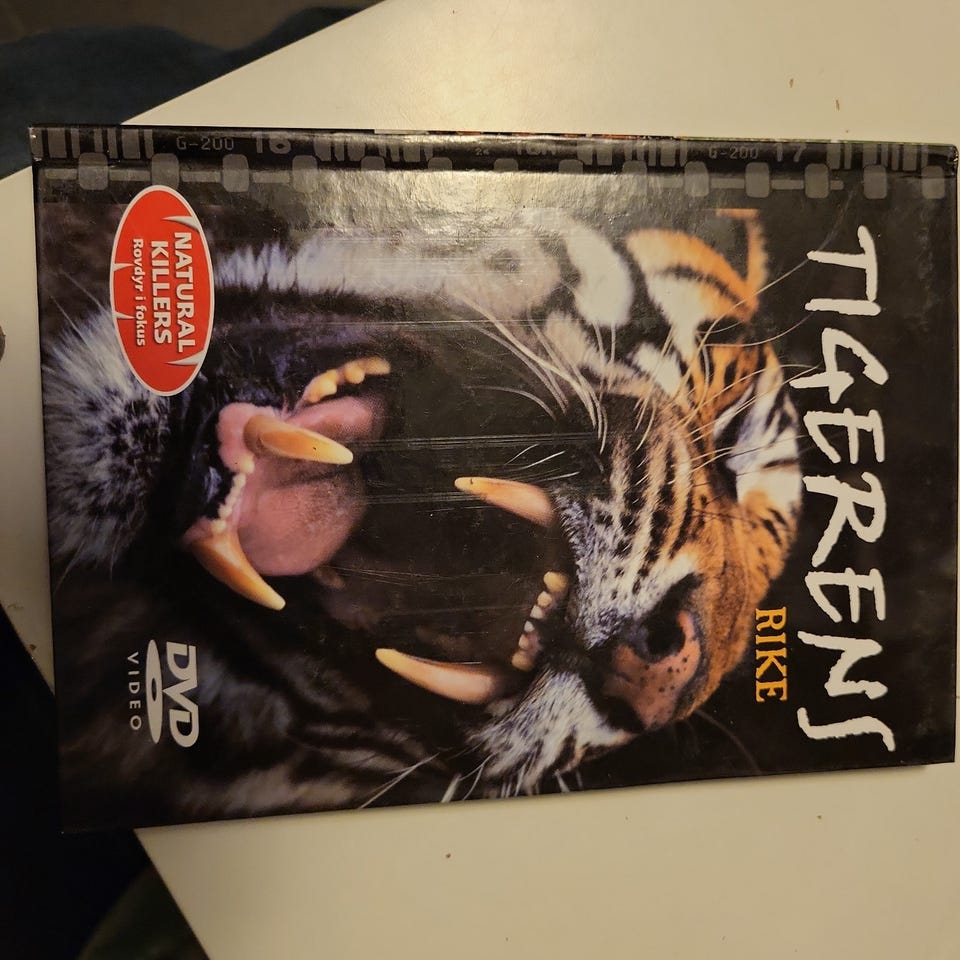 TIGERENS
RIKE
NATURAL
KILLERS
Rovdyr i fokus
DVD
VIDEO
G-200 16
G-200 17